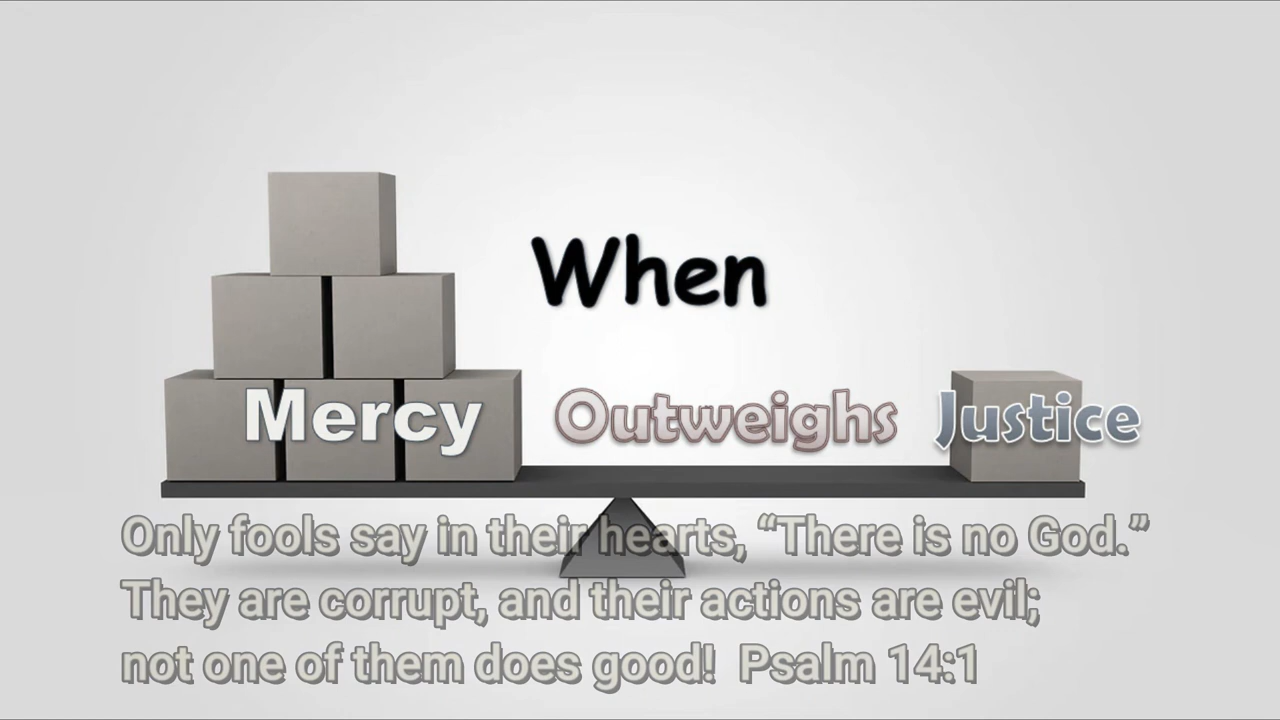 When
Mercy Outweighs Justice
Only fools say in their hearts, “There is no God.”
They are corrupt, and their actions are evil;
not one of them does good!  Psalm 14:1